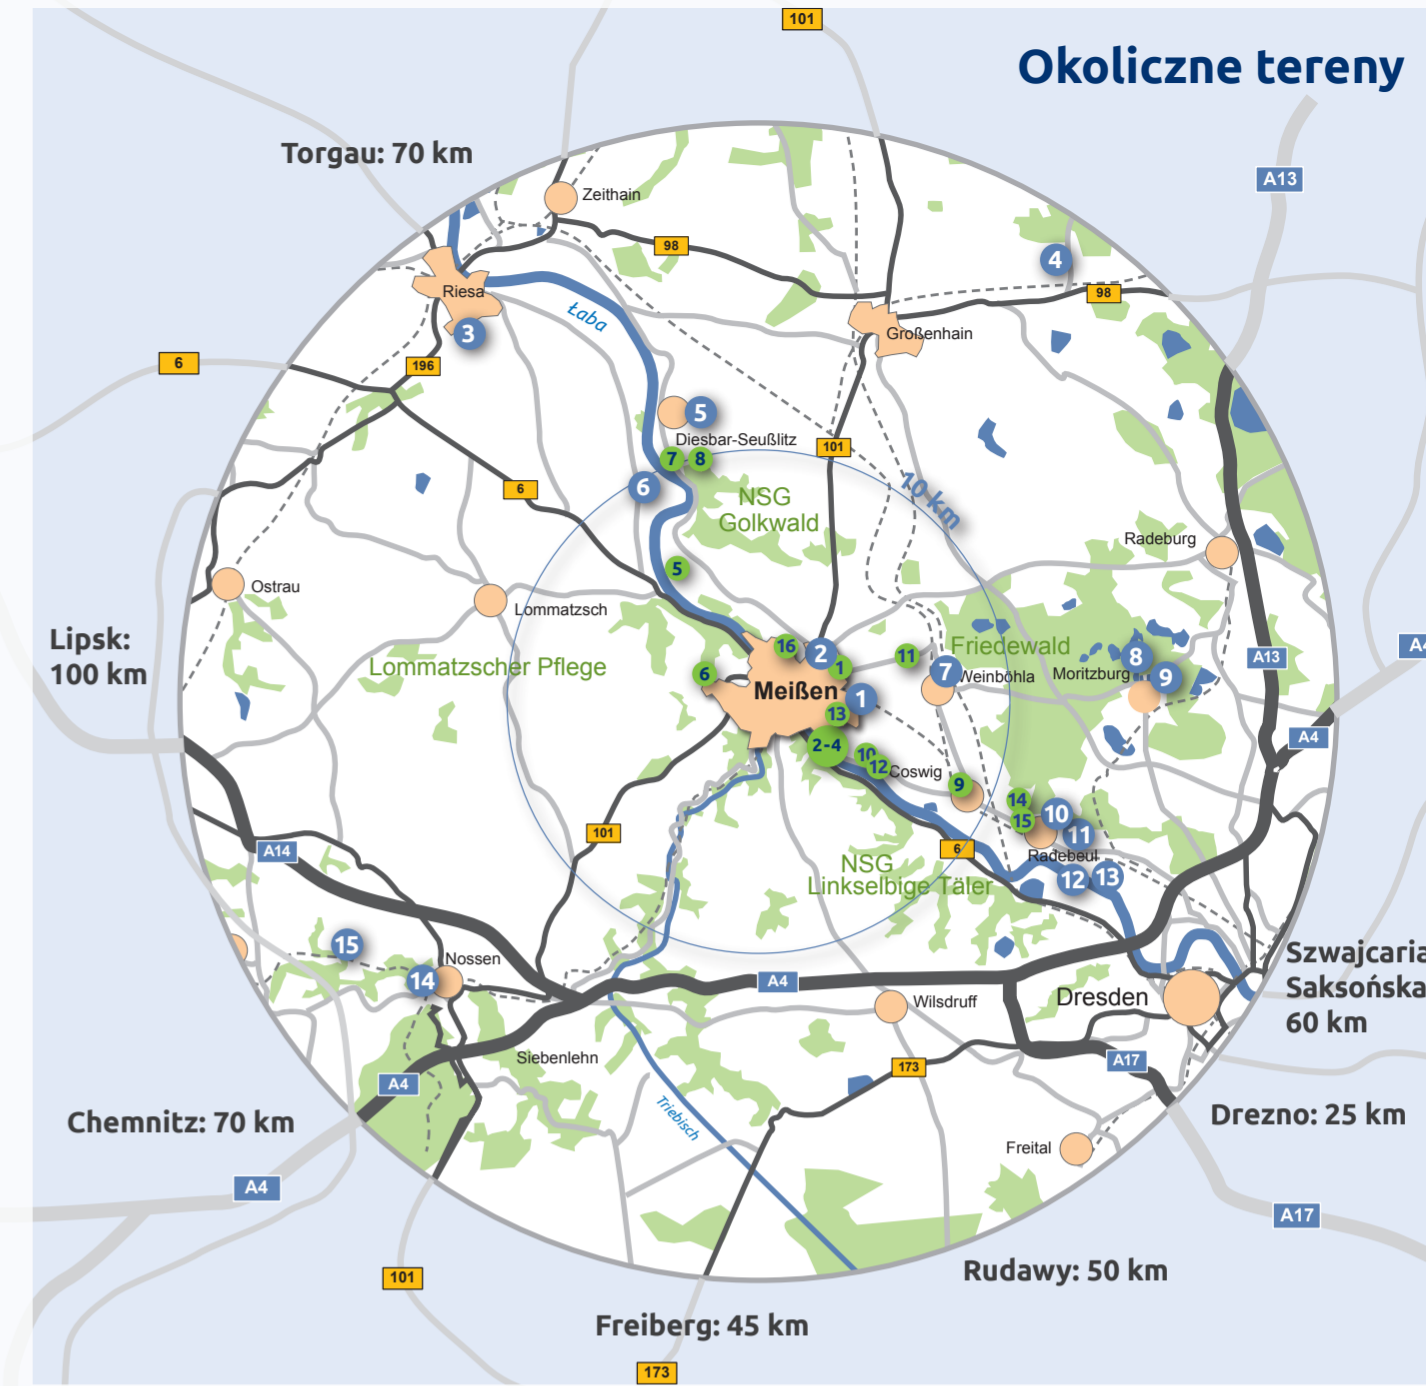 101
Okoliczne tereny
Torgau: 70 km
A13
Zeithain
98
4
98
Riesa
Łaba
3
Großenhain
6
196
5
Diesbar-Seußlitz
7
8
101
6
6
10 km
NSG
Golkwald
Radeburg
5
Ostrau
Lommatzsch
Lipsk:
100 km
Lommatzscher Pflege
16
2
1
11
Friedewald
8
A13
A4
6
Meißen
1
7
Weinböhla
Moritzburg
9
13
2-4
10
12
Coswig
9
A4
14
15
10
11
101
6
Radebeul
A14
NSG
Linkselbige Täler
12
13
15
Nossen
14
A4
Wilsdruff
Dresden
Szwajcaria
Saksońska
60 km
Siebenlehn
173
A17
A4
Triebisch
Chemnitz: 70 km
Drezno: 25 km
Freital
A4
A17
101
Rudawy: 50 km
Freiberg: 45 km
173